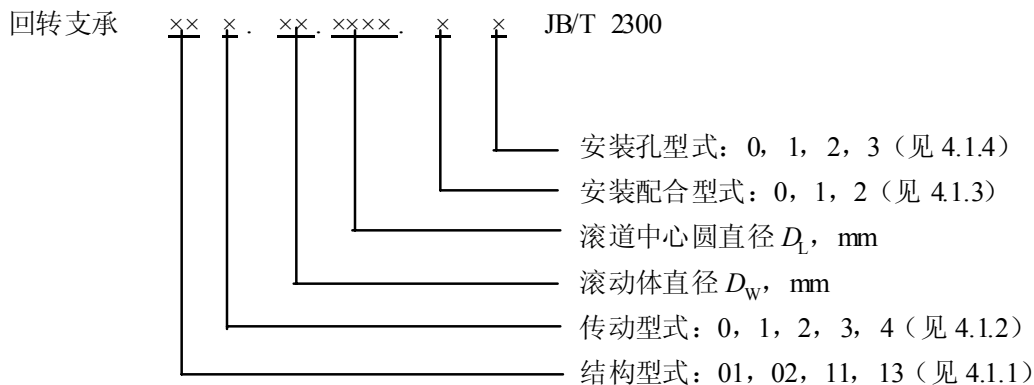 回转支承 ×× × . ×× . ×××× . × × JB/T 2300
安装孔型式：0，1，2，3（见 4.1.4）
安装配合型式：0，1，2（见 4.1.3）
滚道中心圆直径 D_L，mm
滚动体直径 D_W，mm
传动型式：0，1，2，3，4（见 4.1.2）
结构型式：01，02，11，13（见 4.1.1）